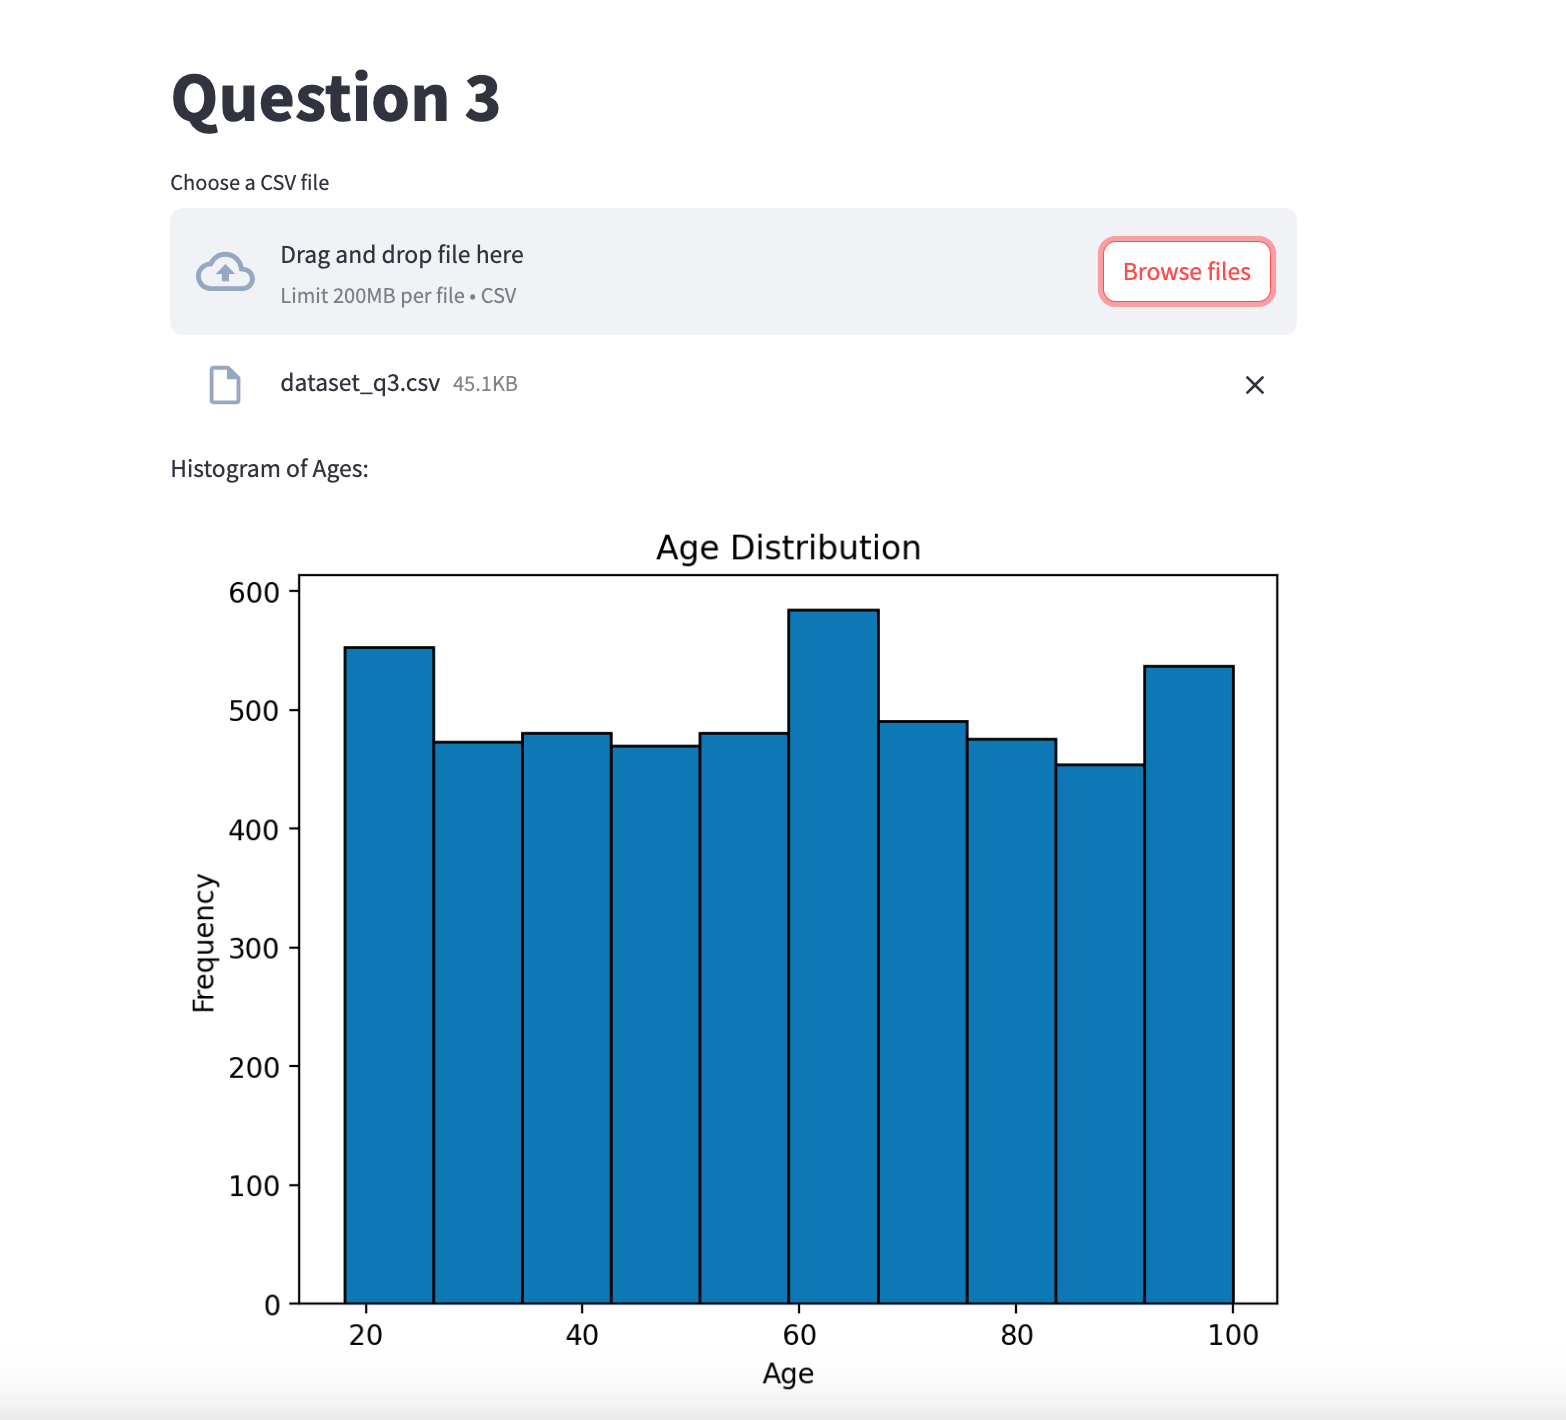 Question 3
Choose a CSV file
Drag and drop file here
Limit 200MB per file • CSV
Browse files
dataset_q3.csv 45.1KB
Histogram of Ages:
Age Distribution
600
500
400
300
200
100
0
Frequency
20 40 60 80 100
Age